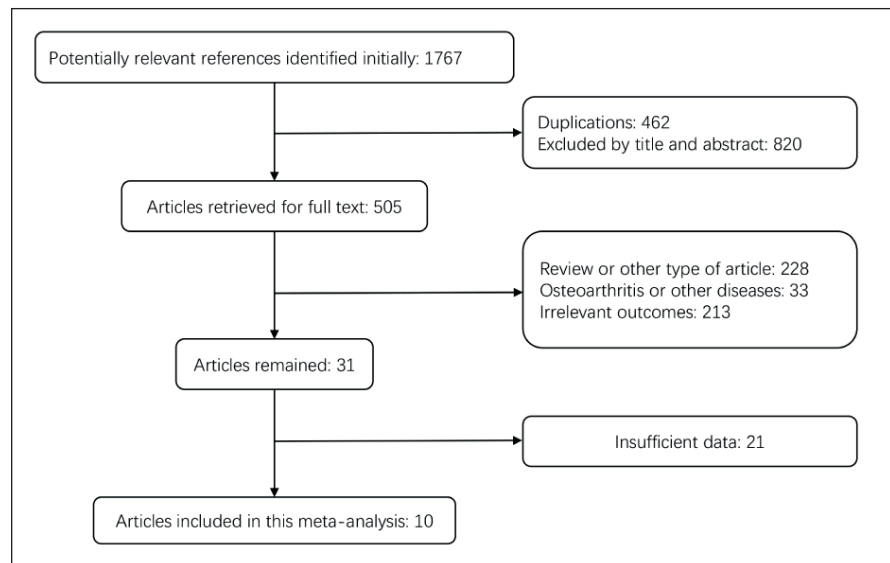 Potentially relevant references identified initially: 1767
Duplications: 462
Excluded by title and abstract: 820
Articles retrieved for full text: 505
Review or other type of article: 228
Osteoarthritis or other diseases: 33
Irrelevant outcomes: 213
Articles remained: 31
Insufficient data: 21
Articles included in this meta-analysis: 10